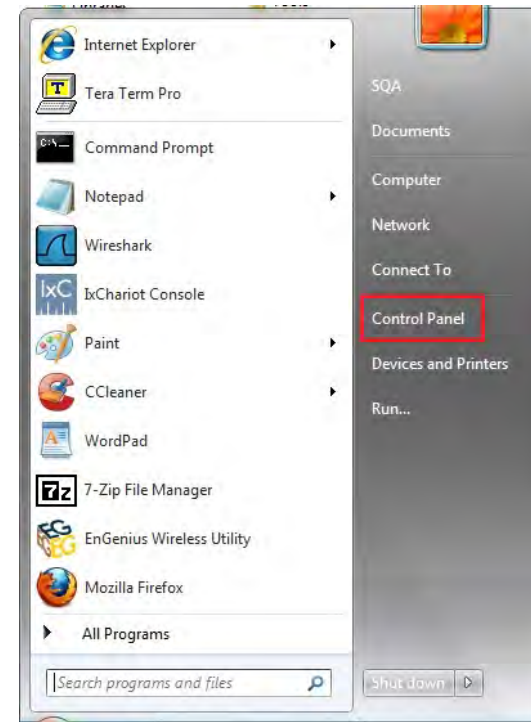 Internet Explorer
Tera Term Pro
Command Prompt
Notepad
Wireshark
IxChariot Console
Paint
CCleaner
WordPad
7-Zip File Manager
EnGenius Wireless Utility
Mozilla Firefox
All Programs
Search programs and files
SQA
Documents
Computer
Network
Connect To
Control Panel
Devices and Printers
Run...
Shut down